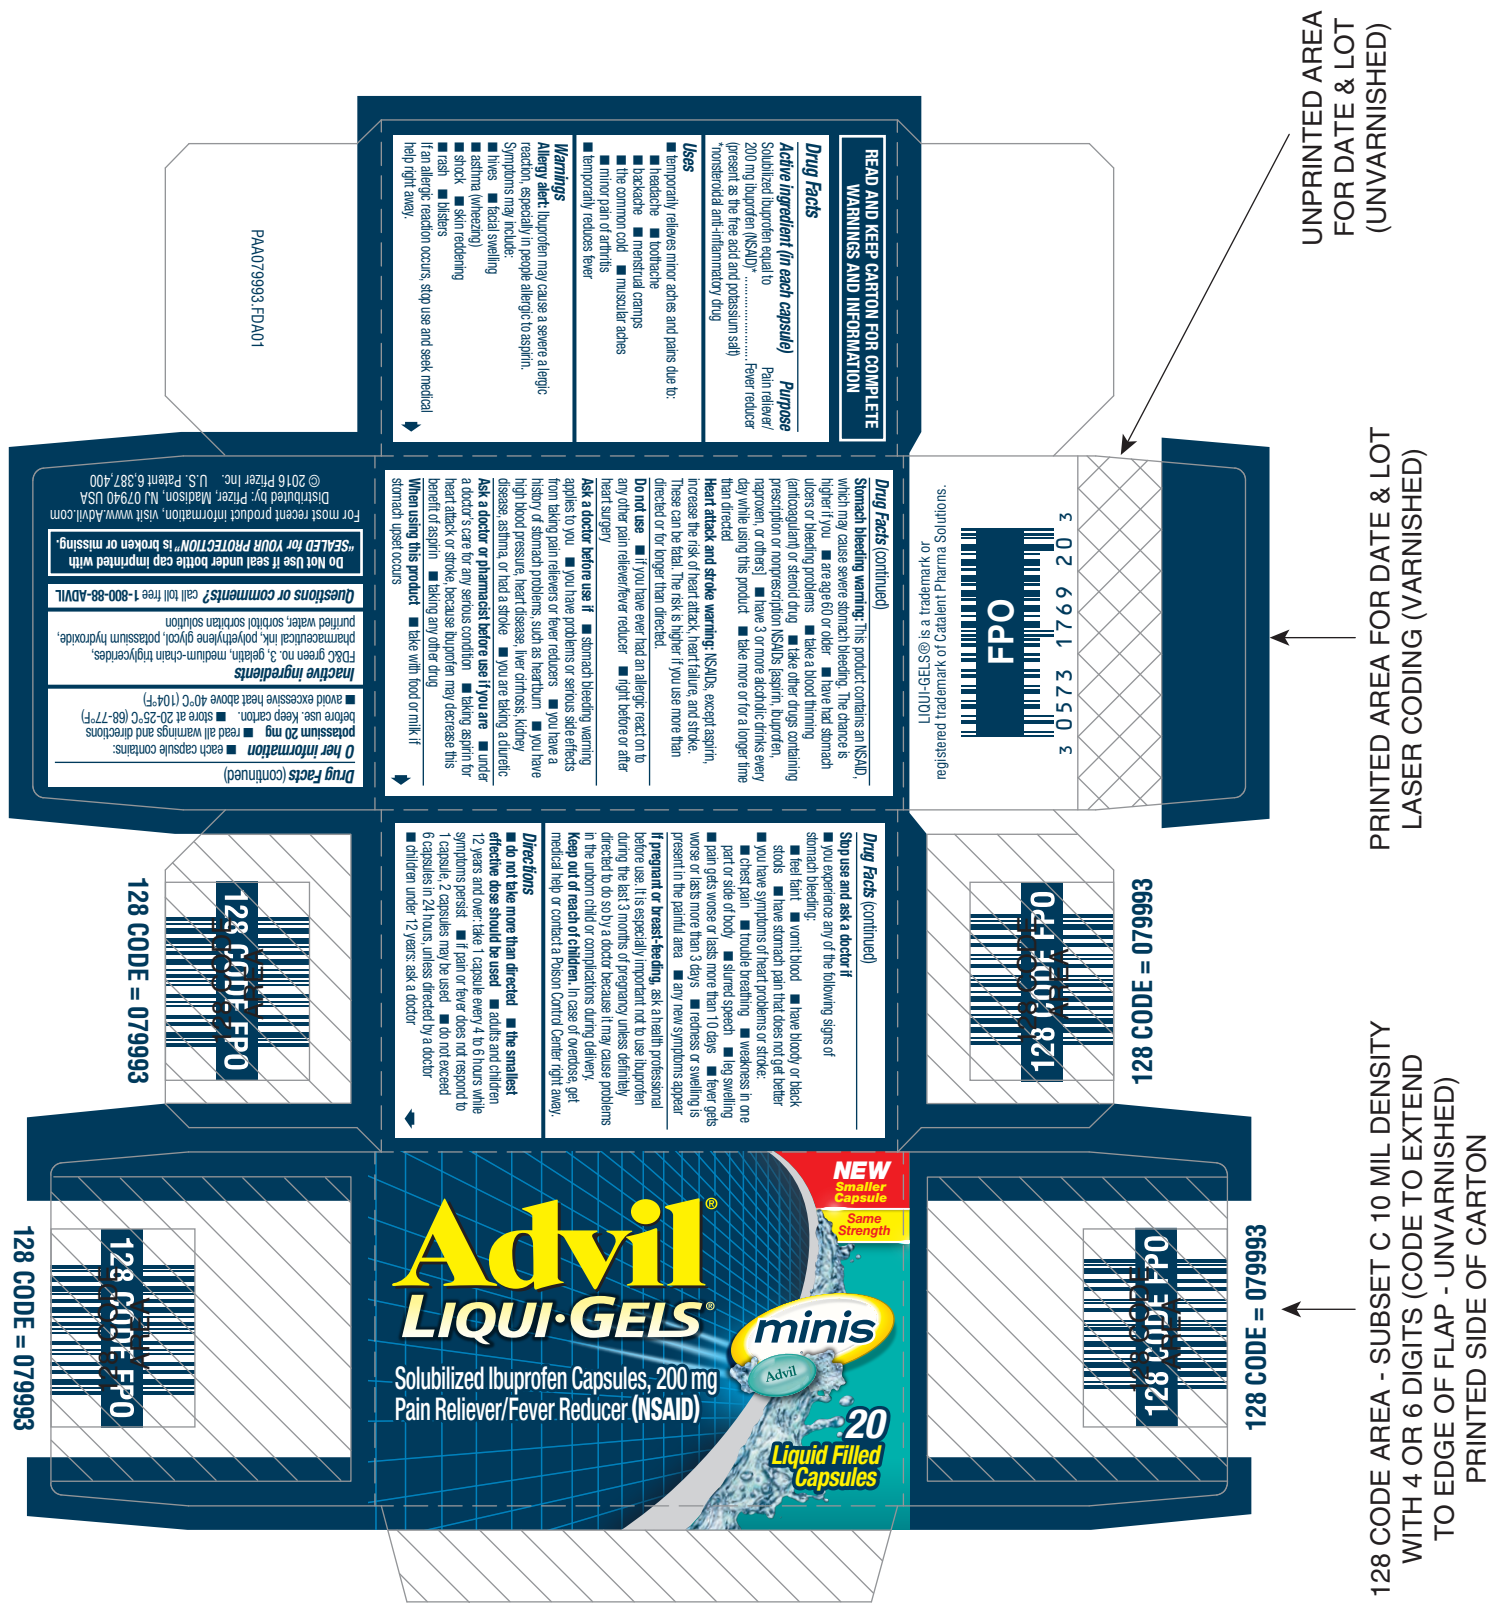 UNPRINTED AREA
FOR DATE & LOT
(UNVARNISHED)
PRINTED AREA FOR DATE & LOT
LASER CODING (VARNISHED)
128 CODE AREA - SUBSET C 10 MIL DENSITY
WITH 4 OR 6 DIGITS (CODE TO EXTEND
TO EDGE OF FLAP - UNVARNISHED)
PRINTED SIDE OF CARTON
PAA079993.FDA01
READ AND KEEP CARTON FOR COMPLETE
WARNINGS AND INFORMATION
Drug Facts
Active ingredient (in each capsule) Purpose
Solubilized ibuprofen equal to Pain reliever/
200 mg ibuprofen (NSAID)* ........................ Fever reducer
(present as the free acid and potassium salt)
*nonsteroidal anti-inflammatory drug
Uses
■ temporarily relieves minor aches and pains due to:
■ headache ■ toothache
■ backache ■ menstrual cramps
■ the common cold ■ muscular aches
■ minor pain of arthritis
■ temporarily reduces fever
Warnings
Allergy alert: Ibuprofen may cause a severe a lergic
reaction, especially in people allergic to aspirin.
Symptoms may include:
■ hives ■ facial swelling
■ asthma (wheezing)
■ shock ■ skin reddening
■ rash ■ blisters
If an allergic reaction occurs, stop use and seek medical
help right away.
LIQUI-GELS® is a trademark or
registered trademark of Catalent Pharma Solutions.
FPO
3 0573 1769 20 3
Drug Facts (continued)
Stomach bleeding warning: This product contains an NSAID,
which may cause severe stomach bleeding. The chance is
higher if you ■ are age 60 or older ■ have had stomach
ulcers or bleeding problems ■ take a blood thinning
(anticoagulant) or steroid drug ■ take other drugs containing
prescription or nonprescription NSAIDs [aspirin, ibuprofen,
naproxen, or others] ■ have 3 or more alcoholic drinks every
day while using this product ■ take more or for a longer time
than directed
Heart attack and stroke warning: NSAIDs, except aspirin,
increase the risk of heart attack, heart failure, and stroke.
These can be fatal. The risk is higher if you use more than
directed or for longer than directed.
Do not use ■ if you have ever had an allergic react on to
any other pain reliever/fever reducer ■ right before or after
heart surgery
Ask a doctor before use if ■ stomach bleeding warning
applies to you ■ you have problems or serious side effects
from taking pain relievers or fever reducers ■ you have a
history of stomach problems, such as heartburn ■ you have
high blood pressure, heart disease, liver cirrhosis, kidney
disease, asthma, or had a stroke ■ you are taking a diuretic
Ask a doctor or pharmacist before use if you are ■ under
a doctor's care for any serious condition ■ taking aspirin for
heart attack or stroke, because ibuprofen may decrease this
benefit of aspirin ■ taking any other drug
When using this product ■ take with food or milk if
stomach upset occurs
Drug Facts (continued)
Stop use and ask a doctor if
■ you experience any of the following signs of
stomach bleeding:
■ feel faint ■ vomit blood ■ have bloody or black
stools ■ have stomach pain that does not get better
■ you have symptoms of heart problems or stroke:
■ chest pain ■ trouble breathing ■ weakness in one
part or side of body ■ slurred speech ■ leg swelling
■ pain gets worse or lasts more than 10 days ■ fever gets
worse or lasts more than 3 days ■ redness or swelling is
present in the painful area ■ any new symptoms appear
If pregnant or breast-feeding, ask a health professional
before use. It is especially important not to use ibuprofen
during the last 3 months of pregnancy unless definitely
directed to do so by a doctor because it may cause problems
in the unborn child or complications during delivery.
Keep out of reach of children. In case of overdose, get
medical help or contact a Poison Control Center right away.
Directions
■ do not take more than directed ■ the smallest
effective dose should be used ■ adults and children
12 years and over: take 1 capsule every 4 to 6 hours while
symptoms persist ■ if pain or fever does not respond to
1 capsule, 2 capsules may be used ■ do not exceed
6 capsules in 24 hours, unless directed by a doctor
■ children under 12 years: ask a doctor
Drug Facts (continued)
O her information ■ each capsule contains:
potassium 20 mg ■ read all warnings and directions
before use. Keep carton. ■ store at 20-25°C (68-77°F)
■ avoid excessive heat above 40°C (104°F)
Inactive ingredients
FD&C green no. 3, gelatin, medium-chain triglycerides,
pharmaceutical ink, polyethylene glycol, potassium hydroxide,
purified water, sorbitol sorbitan solution
Questions or comments? call toll free 1-800-88-ADVIL
Do Not Use if seal under bottle cap imprinted with
"SEALED for YOUR PROTECTION" is broken or missing.
For most recent product information, visit www.Advil.com
Distributed by: Pfizer, Madison, NJ 07940 USA
© 2016 Pfizer Inc. U.S. Patent 6,387,400
128 CODE AREA
128 CODE FPO
128 CODE = 079993
128 CODE AREA
128 CODE FPO
128 CODE = 079993
128 CODE AREA
128 CODE FPO
128 CODE = 079993
128 CODE AREA
128 CODE FPO
128 CODE = 079993
NEW
Smaller
Capsule
Same
Strength
Advil®
LIQUI·GELS®
minis
Advil
Solubilized Ibuprofen Capsules, 200 mg
Pain Reliever/Fever Reducer (NSAID)
20
Liquid Filled
Capsules